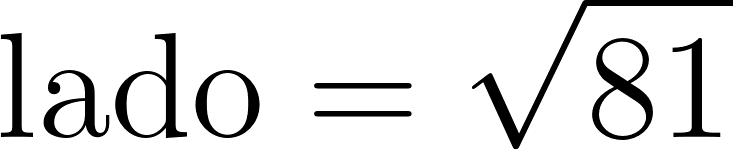 lado = √81